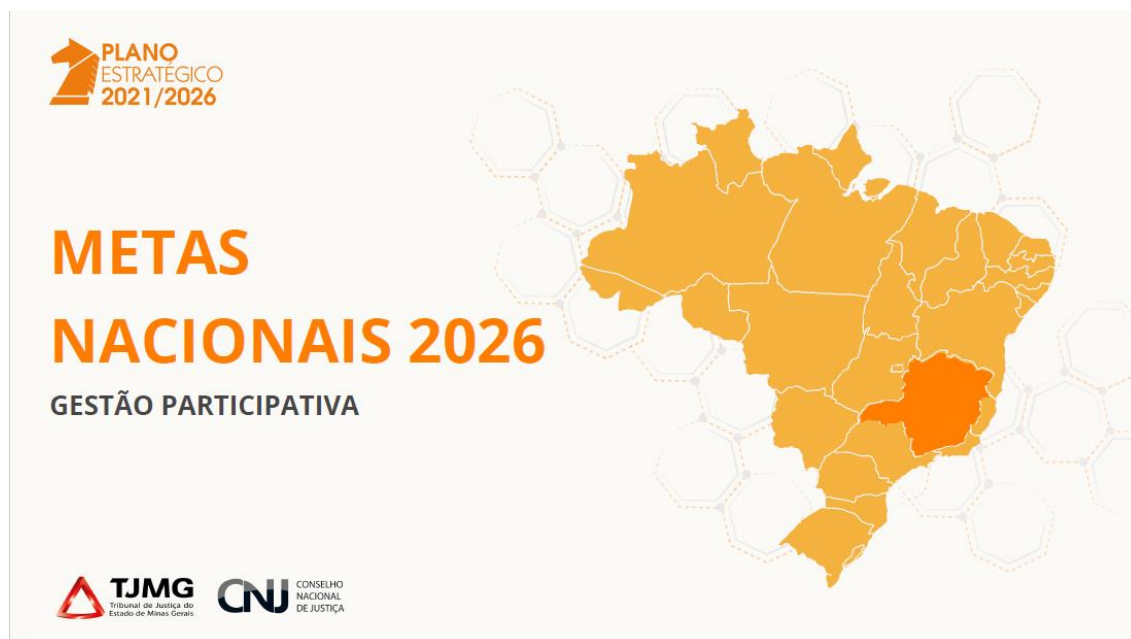 PLANO
ESTRATÉGICO
2021/2026
METAS
NACIONAIS 2026
GESTÃO PARTICIPATIVA
TJMG
Tribunal de Justiça do
Estado de Minas Gerais
CNJ
CONSELHO
NACIONAL
DE JUSTIÇA